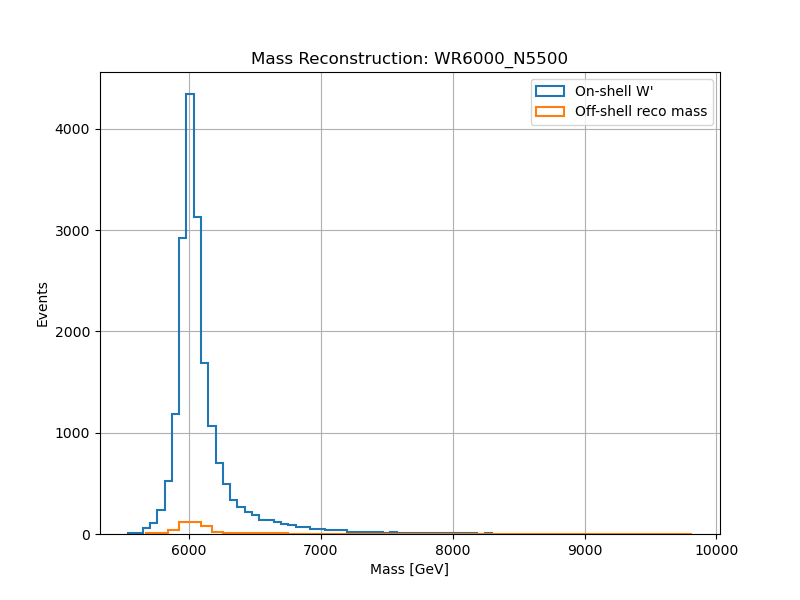 Mass Reconstruction: WR6000_N5500
On-shell W'
Off-shell reco mass
4000
3000
2000
1000
0
Events
6000
7000
8000
9000
10000
Mass [GeV]